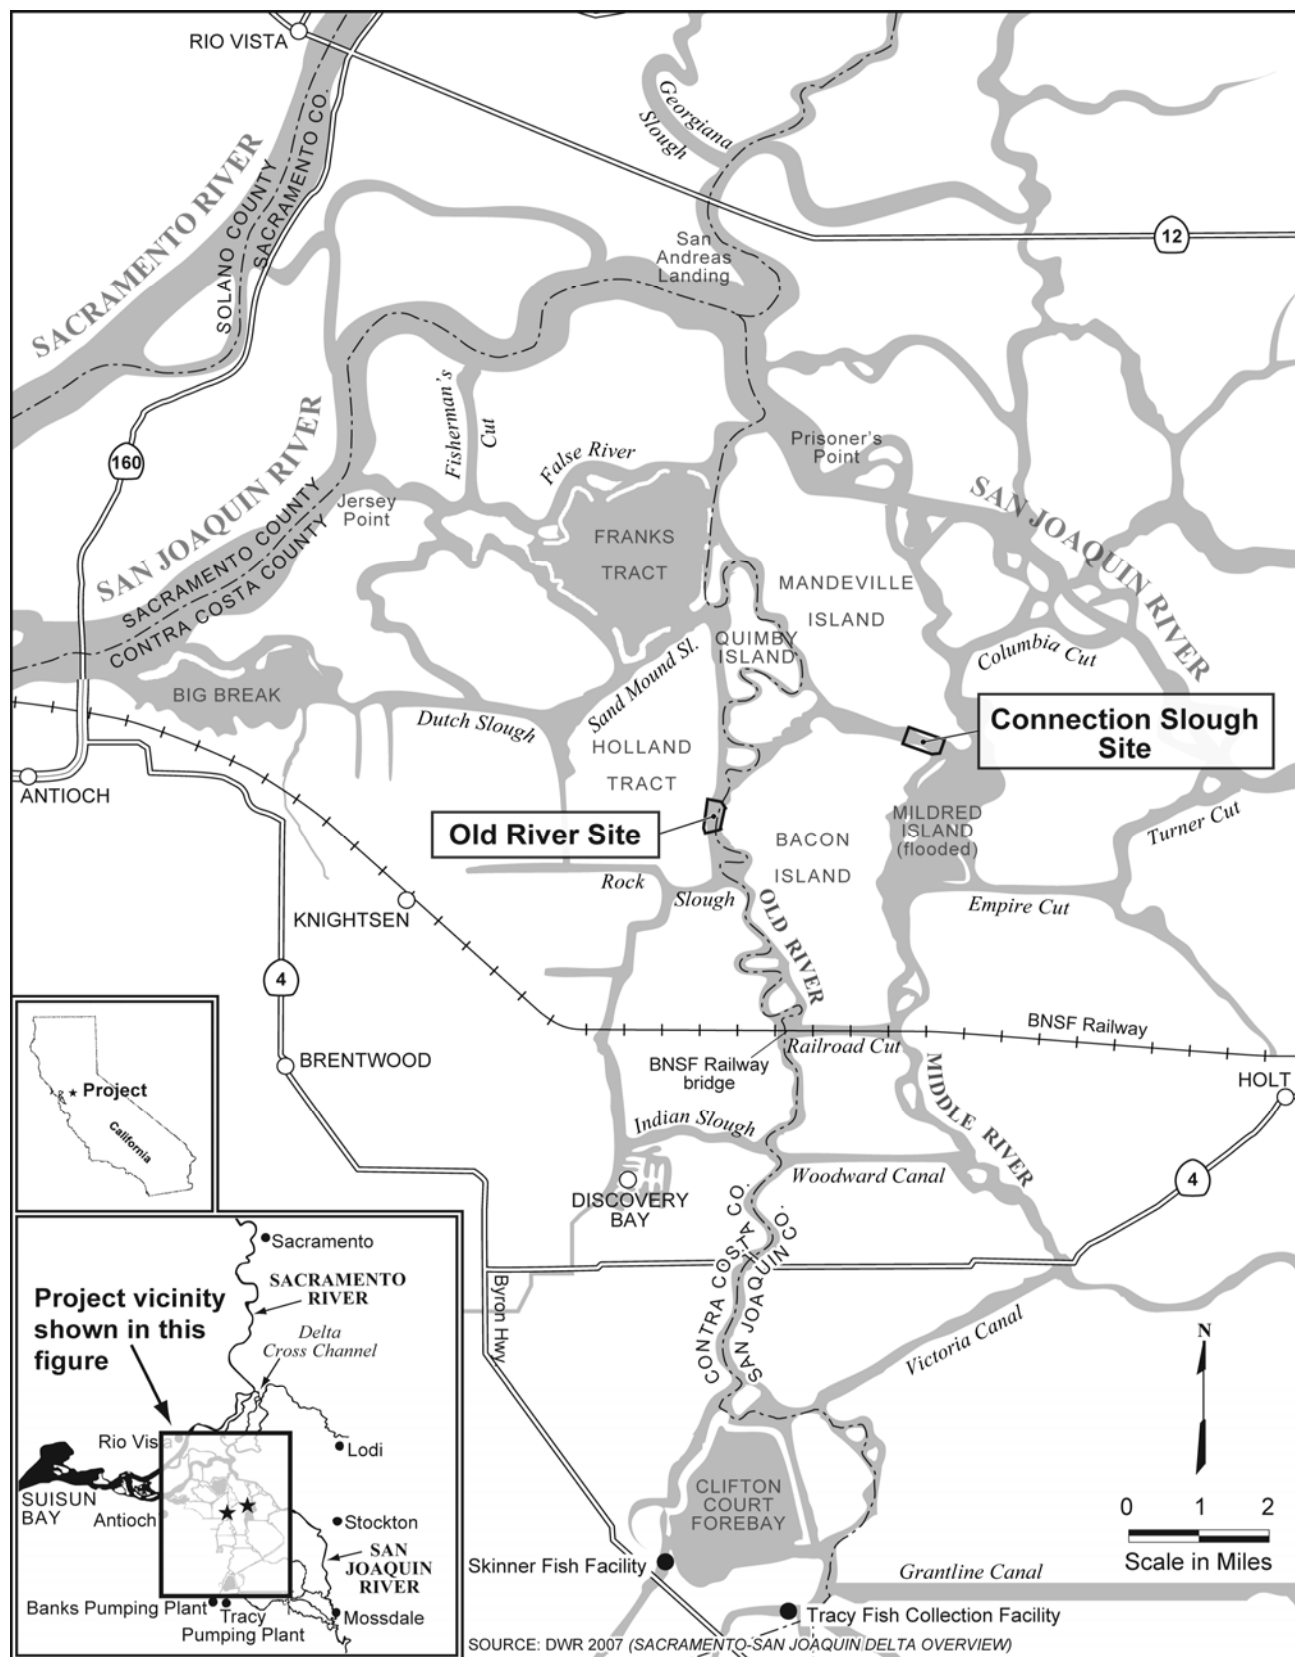 RIO VISTA
SACRAMENTO RIVER
SOLANO COUNTY
SACRAMENTO CO.
Georgiana
Slough
12
San
Andreas
Landing
160
SAN JOAQUIN RIVER
SACRAMENTO COUNTY
CONTRA COSTA COUNTY
Jersey
Point
Fisherman's
Cut
False River
FRANKS
TRACT
Prisoner's
Point
SAN JOAQUIN RIVER
MANDEVILLE
ISLAND
QUIMBY
ISLAND
Columbia Cut
BIG BREAK
Dutch Slough
Sand Mound Sl.
HOLLAND
TRACT
Connection Slough
Site
ANTIOCH
Old River Site
BACON
ISLAND
MILDRED
ISLAND
(flooded)
Turner Cut
Rock
Slough
Empire Cut
KNIGHTSEN
OLD RIVER
4
BNSF Railway
Railroad Cut
BNSF Railway
bridge
BRENTWOOD
HOLT
MIDDLE RIVER
Indian Slough
Woodward Canal
4
DISCOVERY
BAY
CONTRA COSTA CO.
SAN JOAQUIN CO.
Byron Hwy
Victoria Canal
N
CLIFTON
COURT
FOREBAY
0 1 2
Scale in Miles
Skinner Fish Facility
Grantline Canal
Tracy Fish Collection Facility
SOURCE: DWR 2007 (SACRAMENTO-SAN JOAQUIN DELTA OVERVIEW)
Project
California
Sacramento
SACRAMENTO
RIVER
Project vicinity
shown in this
figure
Delta
Cross Channel
Rio Vista
Lodi
SUISUN
BAY
Antioch
Stockton
SAN
JOAQUIN
RIVER
Banks Pumping Plant
Tracy
Pumping Plant
Mossdale